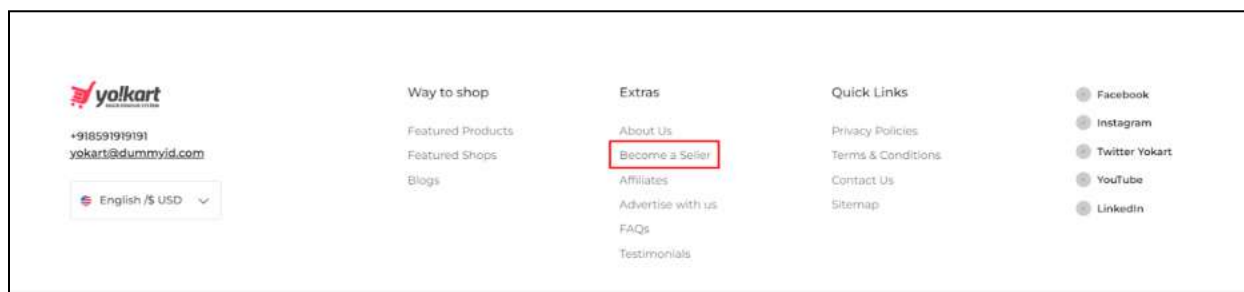 yo!kart
+918591919191
yokart@dummyid.com
English /$ USD
Way to shop
Featured Products
Featured Shops
Blogs
Extras
About Us
Become a Seller
Affiliates
Advertise with us
FAQs
Testimonials
Quick Links
Privacy Policies
Terms & Conditions
Contact Us
Sitemap
Facebook
Instagram
Twitter Yokart
YouTube
LinkedIn